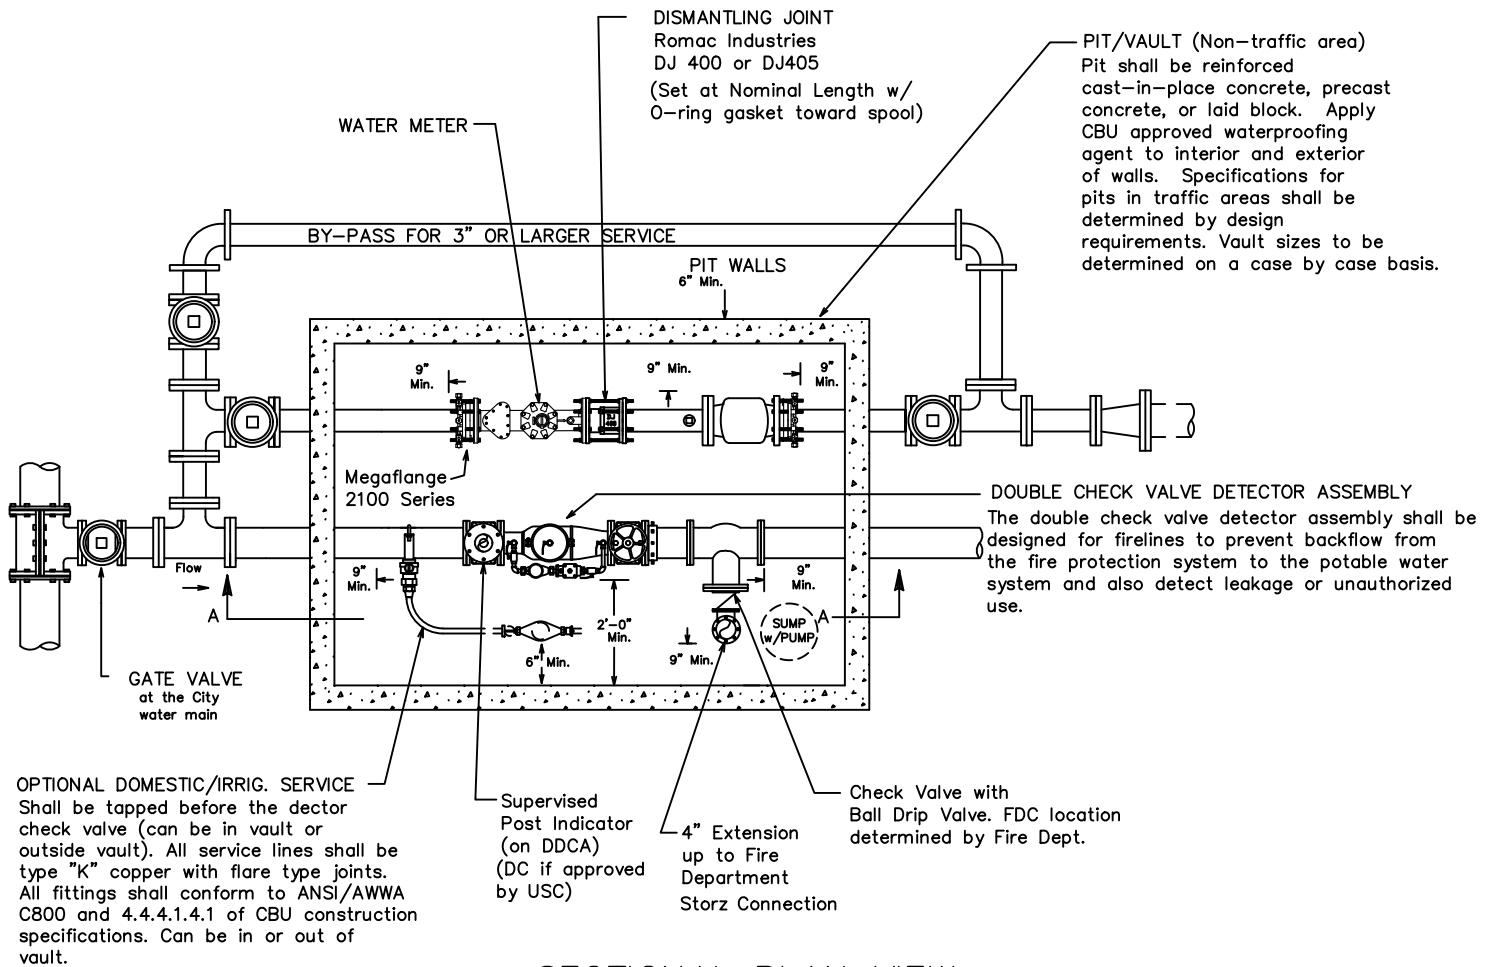 DISMANTLING JOINT
Romac Industries
DJ 400 or DJ405
(Set at Nominal Length w/
O-ring gasket toward spool)
PIT/VAULT (Non-traffic area)
Pit shall be reinforced
cast-in-place concrete, precast
concrete, or laid block. Apply
CBU approved waterproofing
agent to interior and exterior
of walls. Specifications for
pits in traffic areas shall be
determined by design
requirements. Vault sizes to be
determined on a case by case basis.
WATER METER
BY-PASS FOR 3" OR LARGER SERVICE
PIT WALLS
6" Min.
9"
Min.
9" Min.
9"
Min.
DJ
400
Megaflange
2100 Series
DOUBLE CHECK VALVE DETECTOR ASSEMBLY
The double check valve detector assembly shall be
designed for firelines to prevent backflow from
the fire protection system to the potable water
system and also detect leakage or unauthorized
use.
Flow
A
9"
Min.
9"
Min.
2'-0"
Min.
6" Min.
9" Min.
SUMP
w/PUMP
A
GATE VALVE
at the City
water main
OPTIONAL DOMESTIC/IRRIG. SERVICE
Shall be tapped before the dector
check valve (can be in vault or
outside vault). All service lines shall be
type "K" copper with flare type joints.
All fittings shall conform to ANSI/AWWA
C800 and 4.4.4.1.4.1 of CBU construction
specifications. Can be in or out of
vault.
Supervised
Post Indicator
(on DDCA)
(DC if approved
by USC)
4" Extension
up to Fire
Department
Storz Connection
Check Valve with
Ball Drip Valve. FDC location
determined by Fire Dept.